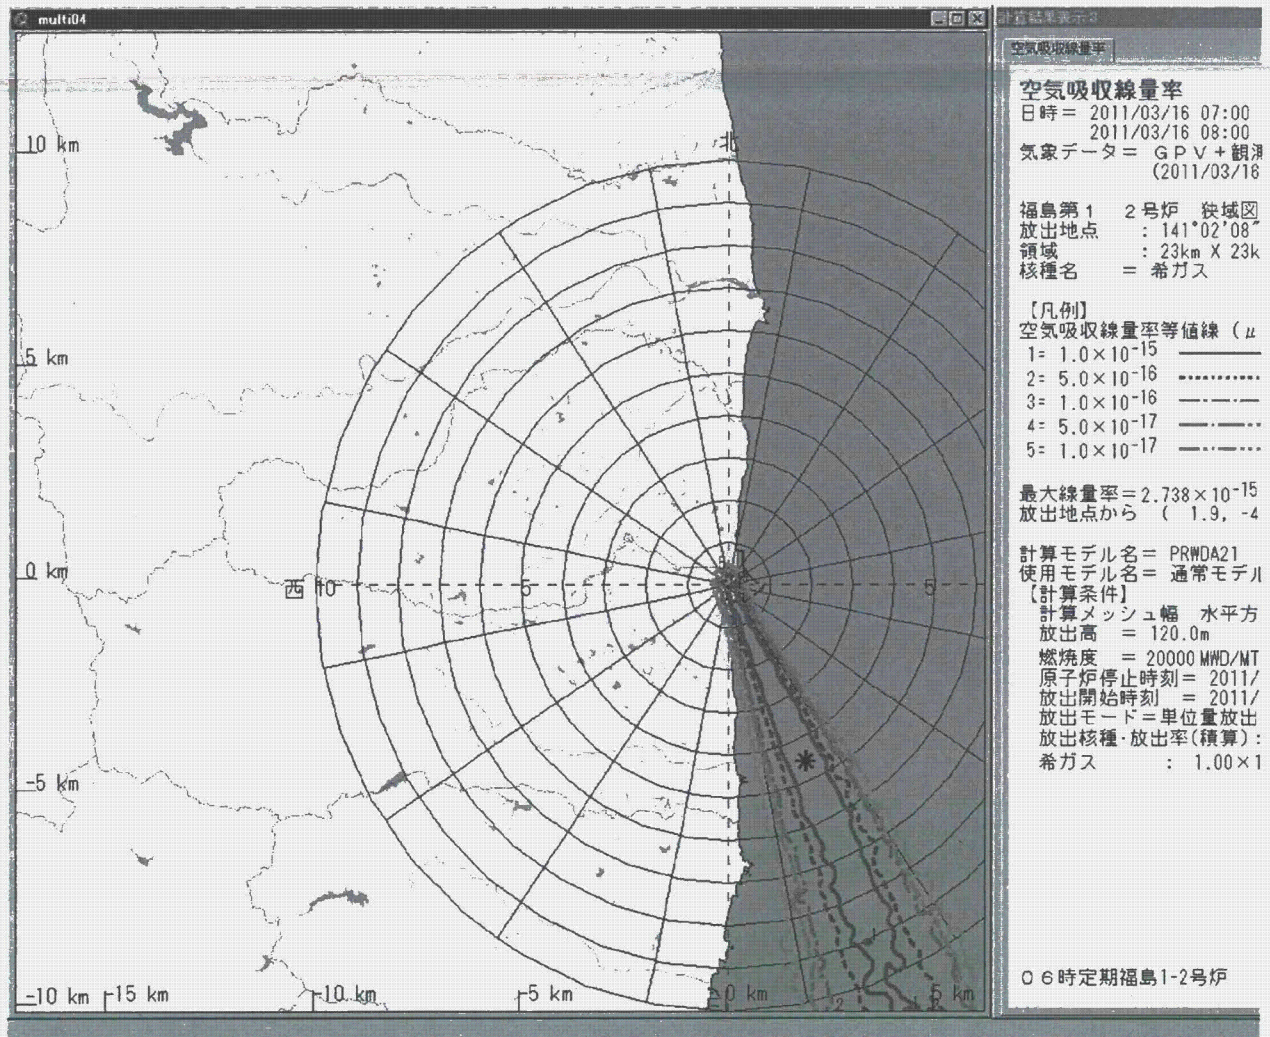 multi04
計算結果表示
空気吸収線量率
空気吸収線量率
日時＝ 2011/03/16 07:00
2011/03/16 08:00
気象データ＝ ＧＰＶ＋観測
(2011/03/16
福島第１ ２号炉 狭域図
放出地点 : 141°02'08"
領域 : 23km X 23k
核種名 ＝ 希ガス
【凡例】
空気吸収線量率等値線（μ
1= 1.0×10-15
2= 5.0×10-16
3= 1.0×10-16
4= 5.0×10-17
5= 1.0×10-17
最大線量率＝2.738×10-15
放出地点から （ 1.9, -4
計算モデル名＝ PRWDA21
使用モデル名＝ 通常モデル
【計算条件】
計算メッシュ幅 水平方
放出高 ＝ 120.0m
燃焼度 ＝ 20000MWD/MT
原子炉停止時刻＝ 2011/
放出開始時刻 ＝ 2011/
放出モード＝単位量放出
放出核種･放出率(積算)：
希ガス : 1.00×1
０６時定期福島1-2号炉
10 km
5 km
0 km
-5 km
-10 km
-15 km
-10 km
-5 km
0 km
5 km
北
西
10
5
5
2